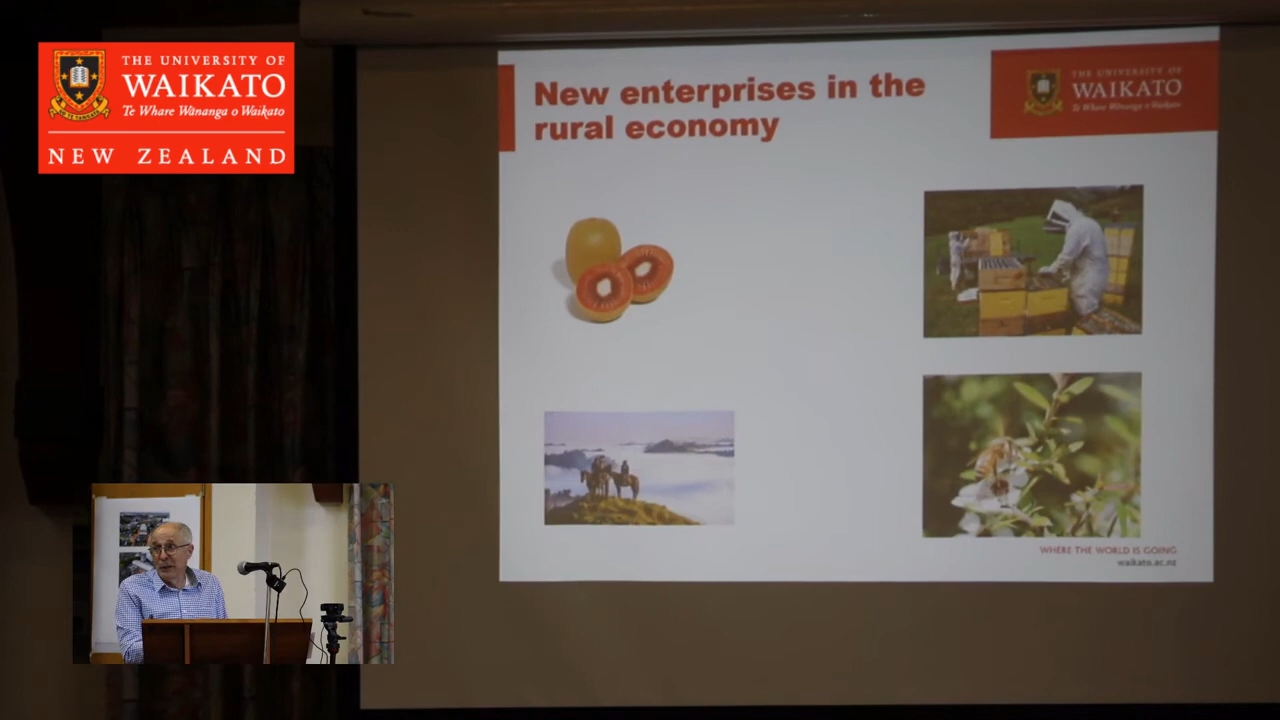 THE UNIVERSITY OF
WAIKATO
Te Whare Wānanga o Waikato
NEW ZEALAND
New enterprises in the
rural economy
THE UNIVERSITY OF
WAIKATO
Te Whare Wānanga o Waikato
WHERE THE WORLD IS GOING
waikato.ac.nz